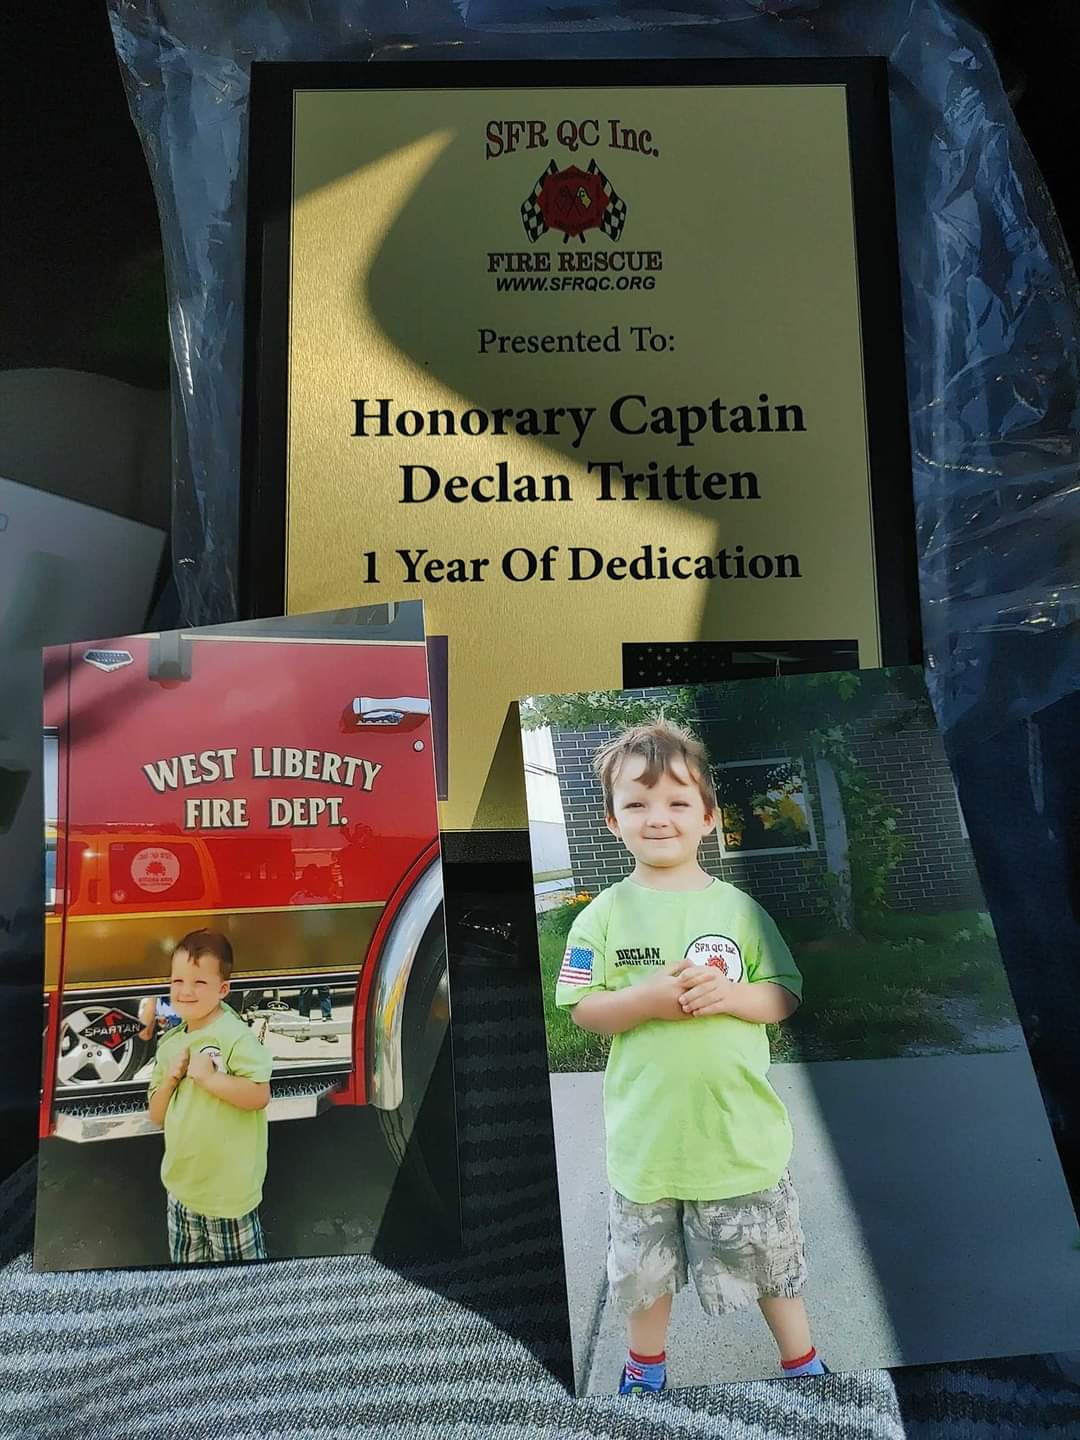 SFR QC Inc.
FIRE RESCUE
WWW.SFRQC.ORG
Presented To:
Honorary Captain
Declan Tritten
1 Year Of Dedication
WEST LIBERTY
FIRE DEPT.
SPARTAN
DECLAN
HONORARY CAPTAIN
SFR QC Inc.